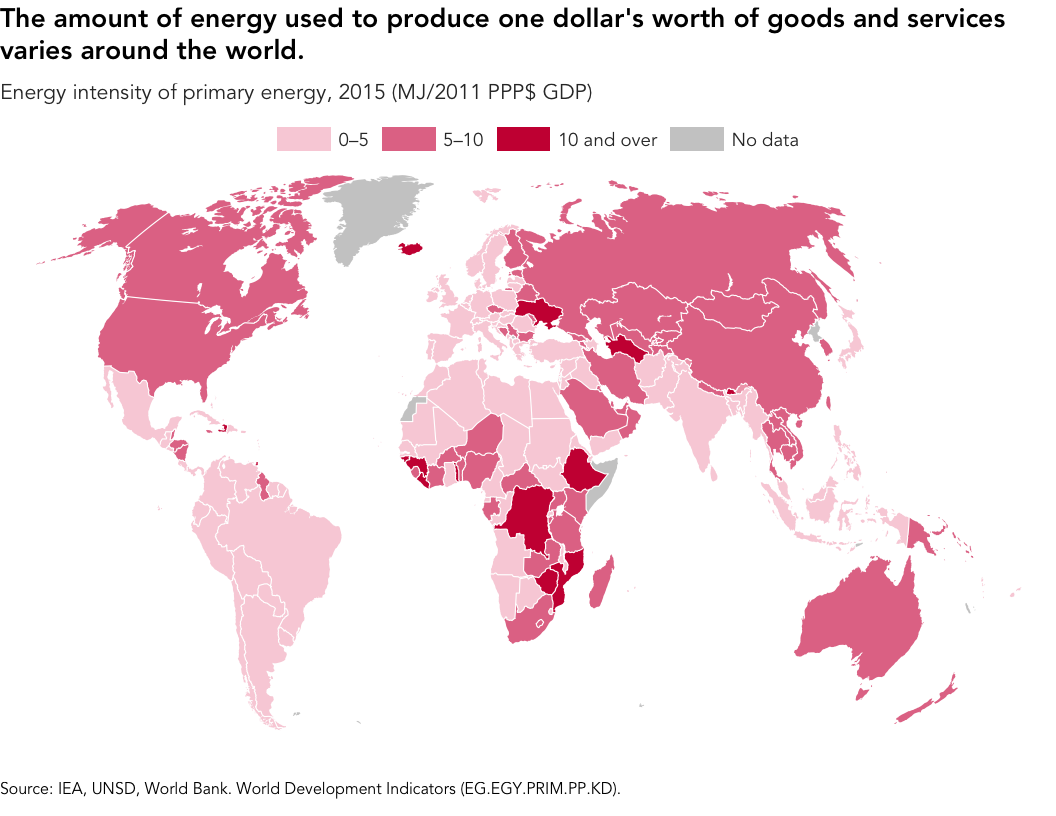 The amount of energy used to produce one dollar's worth of goods and services
varies around the world.
Energy intensity of primary energy, 2015 (MJ/2011 PPP$ GDP)
0–5 5–10 10 and over No data
Source: IEA, UNSD, World Bank. World Development Indicators (EG.EGY.PRIM.PP.KD).